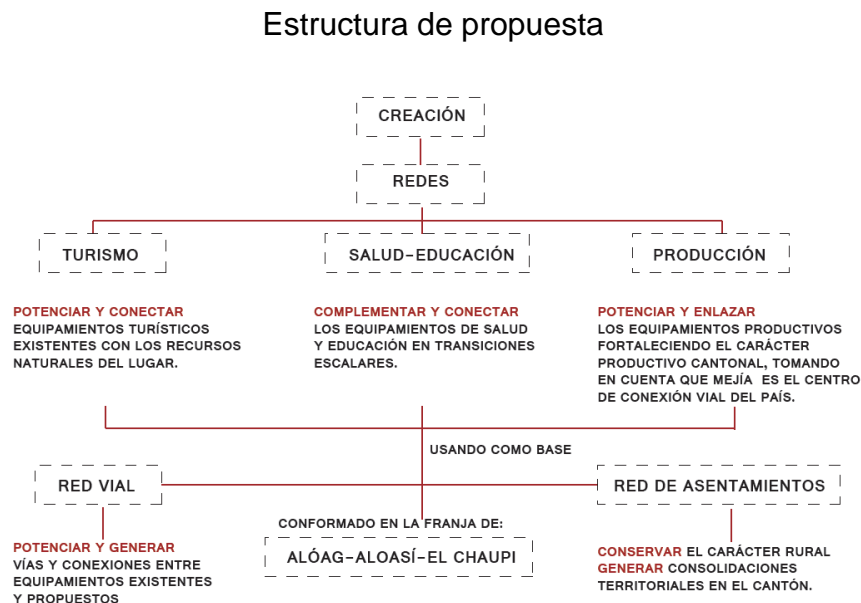 Estructura de propuesta
CREACIÓN
REDES
TURISMO
SALUD-EDUCACIÓN
PRODUCCIÓN
POTENCIAR Y CONECTAR
EQUIPAMIENTOS TURÍSTICOS
EXISTENTES CON LOS RECURSOS
NATURALES DEL LUGAR.
COMPLEMENTAR Y CONECTAR
LOS EQUIPAMIENTOS DE SALUD
Y EDUCACIÓN EN TRANSICIONES
ESCALARES.
POTENCIAR Y ENLAZAR
LOS EQUIPAMIENTOS PRODUCTIVOS
FORTALECIENDO EL CARÁCTER
PRODUCTIVO CANTONAL, TOMANDO
EN CUENTA QUE MEJÍA ES EL CENTRO
DE CONEXIÓN VIAL DEL PAÍS.
USANDO COMO BASE
RED VIAL
RED DE ASENTAMIENTOS
CONFORMADO EN LA FRANJA DE:
ALÓAG-ALOASÍ-EL CHAUPI
POTENCIAR Y GENERAR
VÍAS Y CONEXIONES ENTRE
EQUIPAMIENTOS EXISTENTES
Y PROPUESTOS
CONSERVAR EL CARÁCTER RURAL
GENERAR CONSOLIDACIONES
TERRITORIALES EN EL CANTÓN.